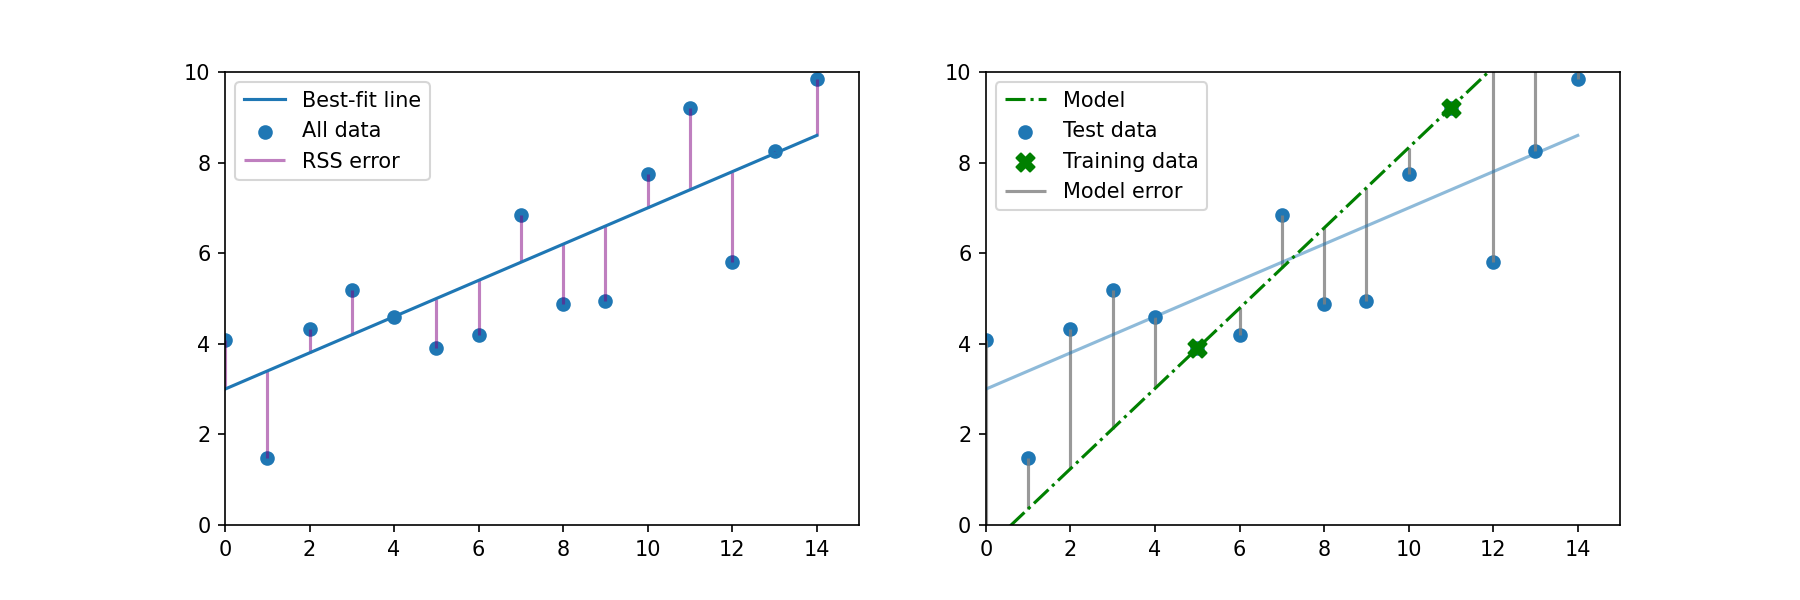 Best-fit line
All data
RSS error
10
8
6
4
2
0
0 2 4 6 8 10 12 14
Model
Test data
Training data
Model error
10
8
6
4
2
0
0 2 4 6 8 10 12 14